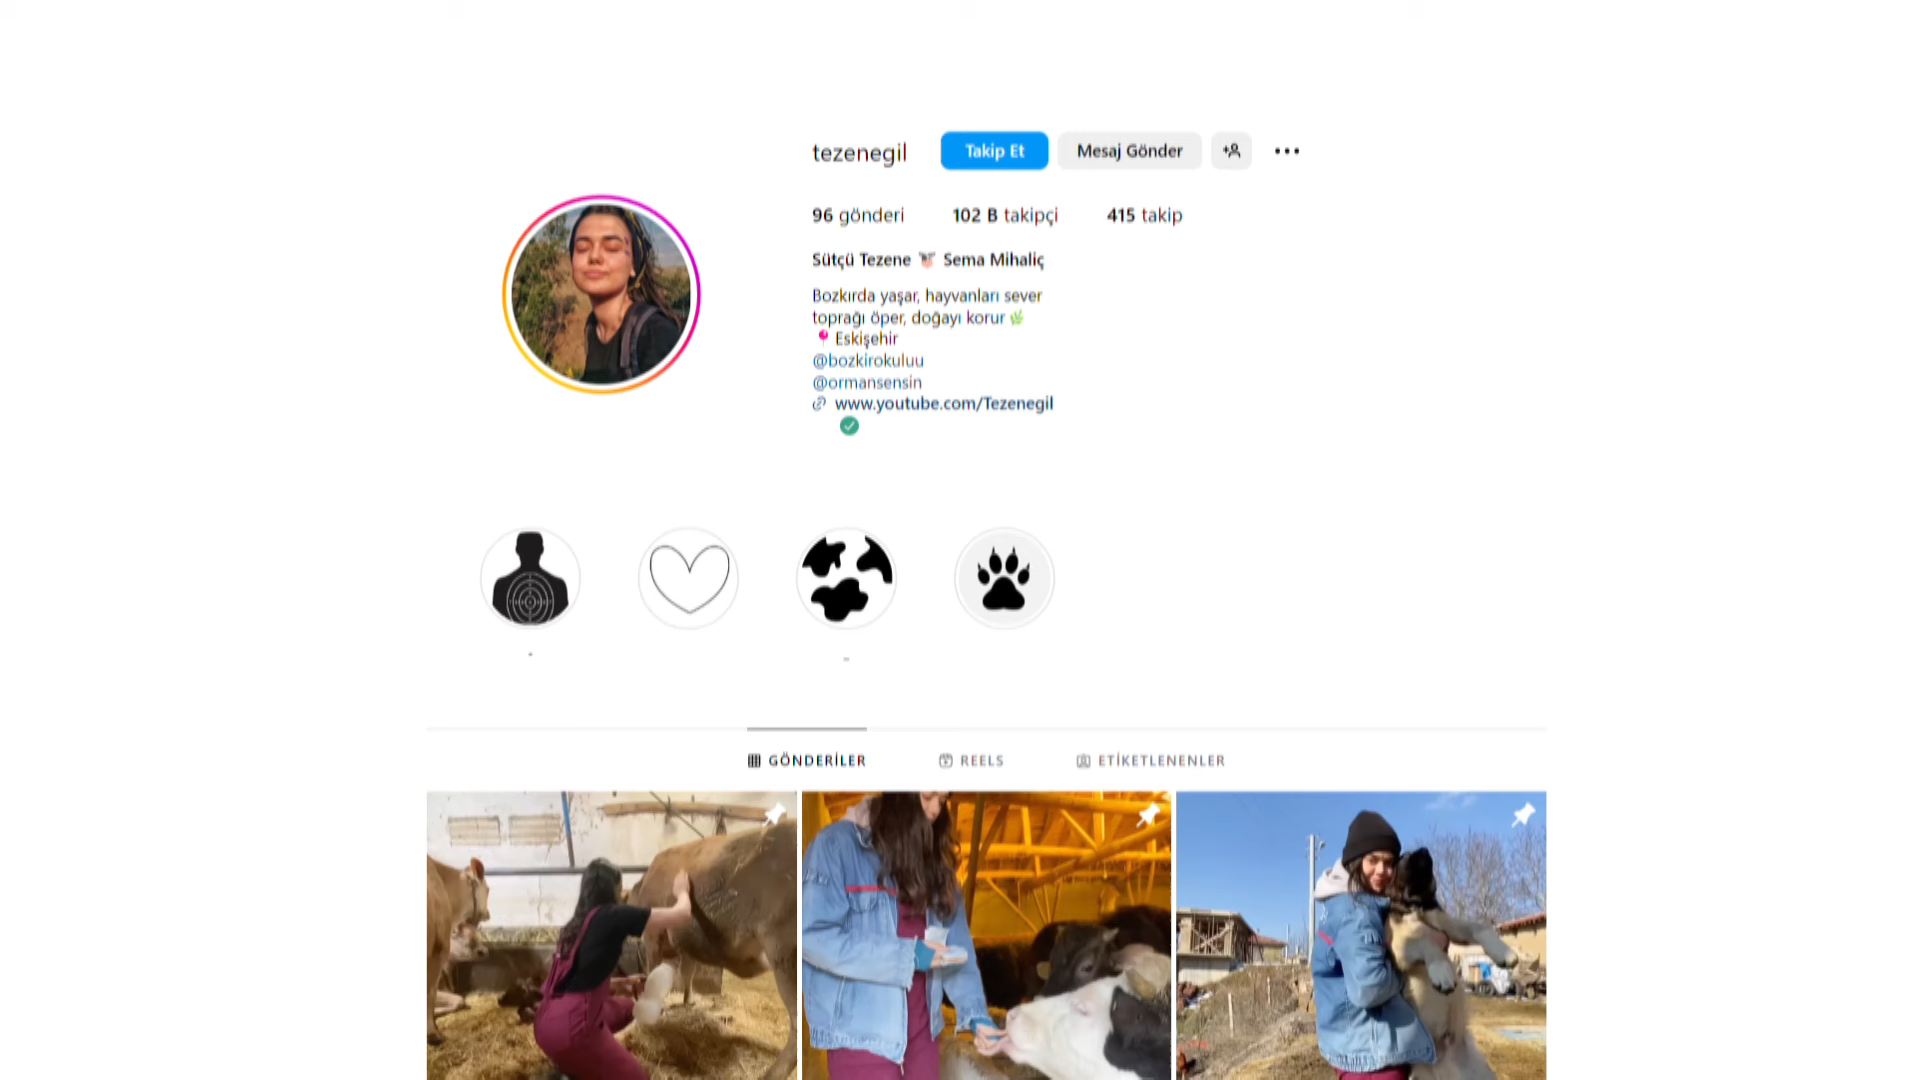 tezenegil Takip Et Mesaj Gönder
96 gönderi 102 B takipçi 415 takip
Sütçü Tezene 🐮 Sema Mihaliç
Bozkırda yaşar, hayvanları sever
toprağı öper, doğayı korur 🌿
📍 Eskişehir
@bozkirokuluu
@ormansensin
www.youtube.com/Tezenegil
GÖNDERİLER REELS ETİKETLENENLER